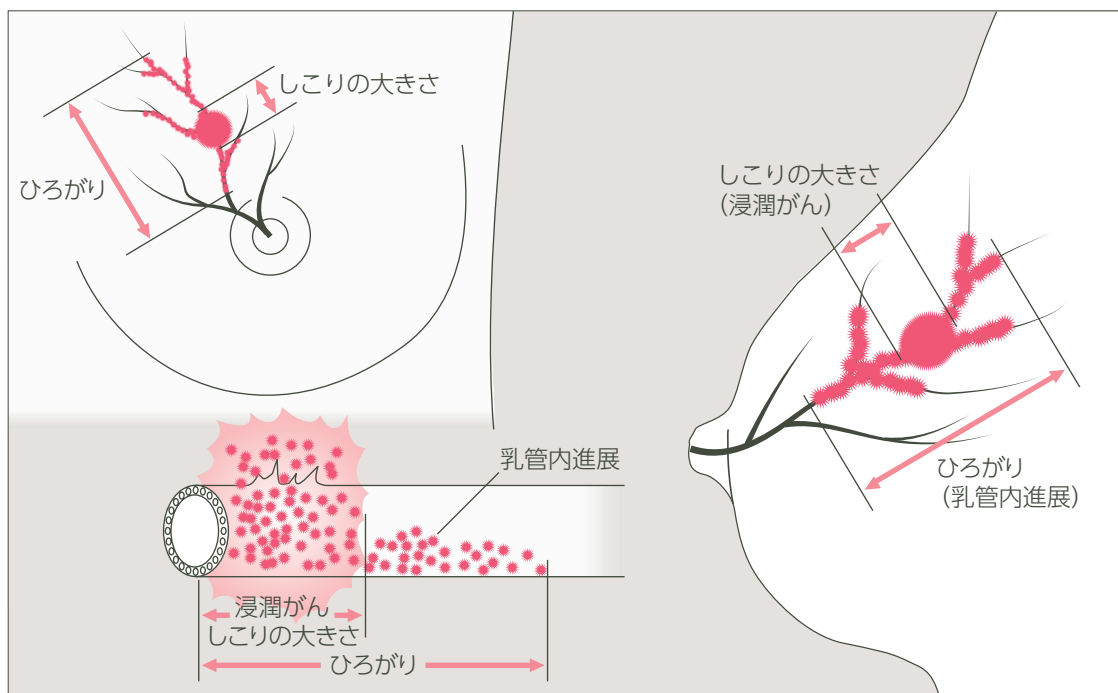 しこりの大きさ
ひろがり
しこりの大きさ
（浸潤がん）
ひろがり
（乳管内進展）
乳管内進展
浸潤がん
しこりの大きさ
ひろがり